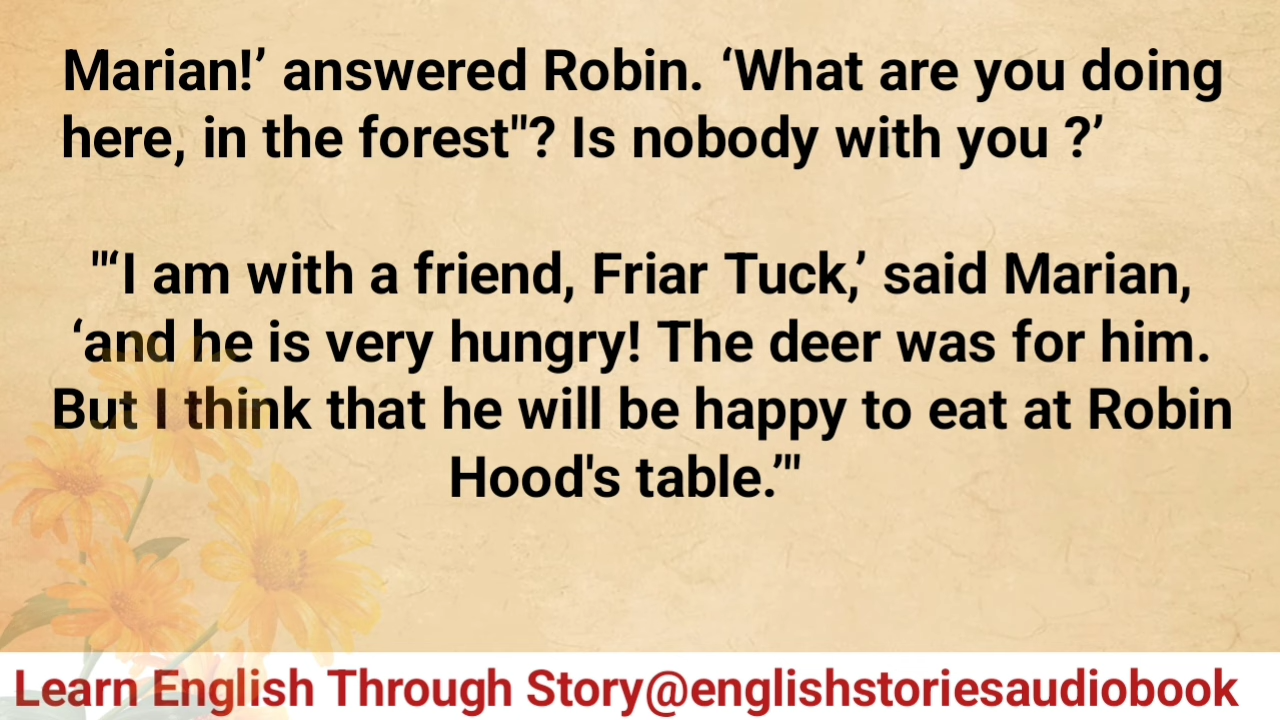 Marian!’ answered Robin. ‘What are you doing
here, in the forest"? Is nobody with you ?’
"‘I am with a friend, Friar Tuck,’ said Marian,
‘and he is very hungry! The deer was for him.
But I think that he will be happy to eat at Robin
Hood's table.’"
Learn English Through Story@englishstoriesaudiobook